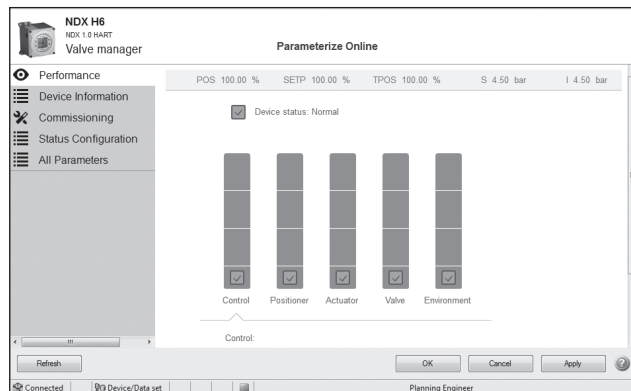 NDX H6
NDX 1.0 HART
Valve manager
Parameterize Online
Performance
Device Information
Commissioning
Status Configuration
All Parameters
POS 100.00 % SETP 100.00 % TPOS 100.00 % S 4.50 bar I 4.50 bar
Device status: Normal
Control Positioner Actuator Valve Environment
Control:
Refresh OK Cancel Apply ?
Connected Device/Data set Planning Engineer